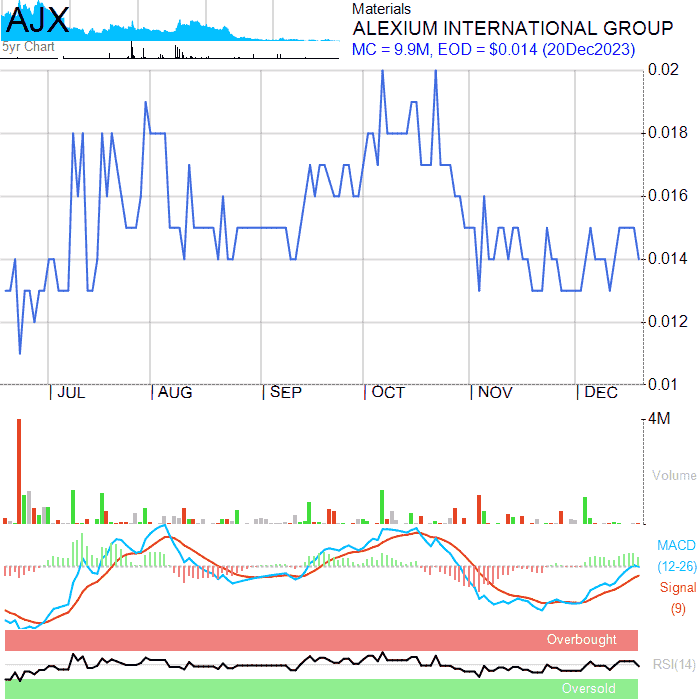 AJX
5yr Chart
Materials
ALEXIUM INTERNATIONAL GROUP
MC = 9.9M, EOD = $0.014 (20Dec2023)
0.02
0.018
0.016
0.014
0.012
0.01
JUL AUG SEP OCT NOV DEC
4M
Volume
MACD
(12-26)
Signal
(9)
Overbought
RSI(14)
Oversold